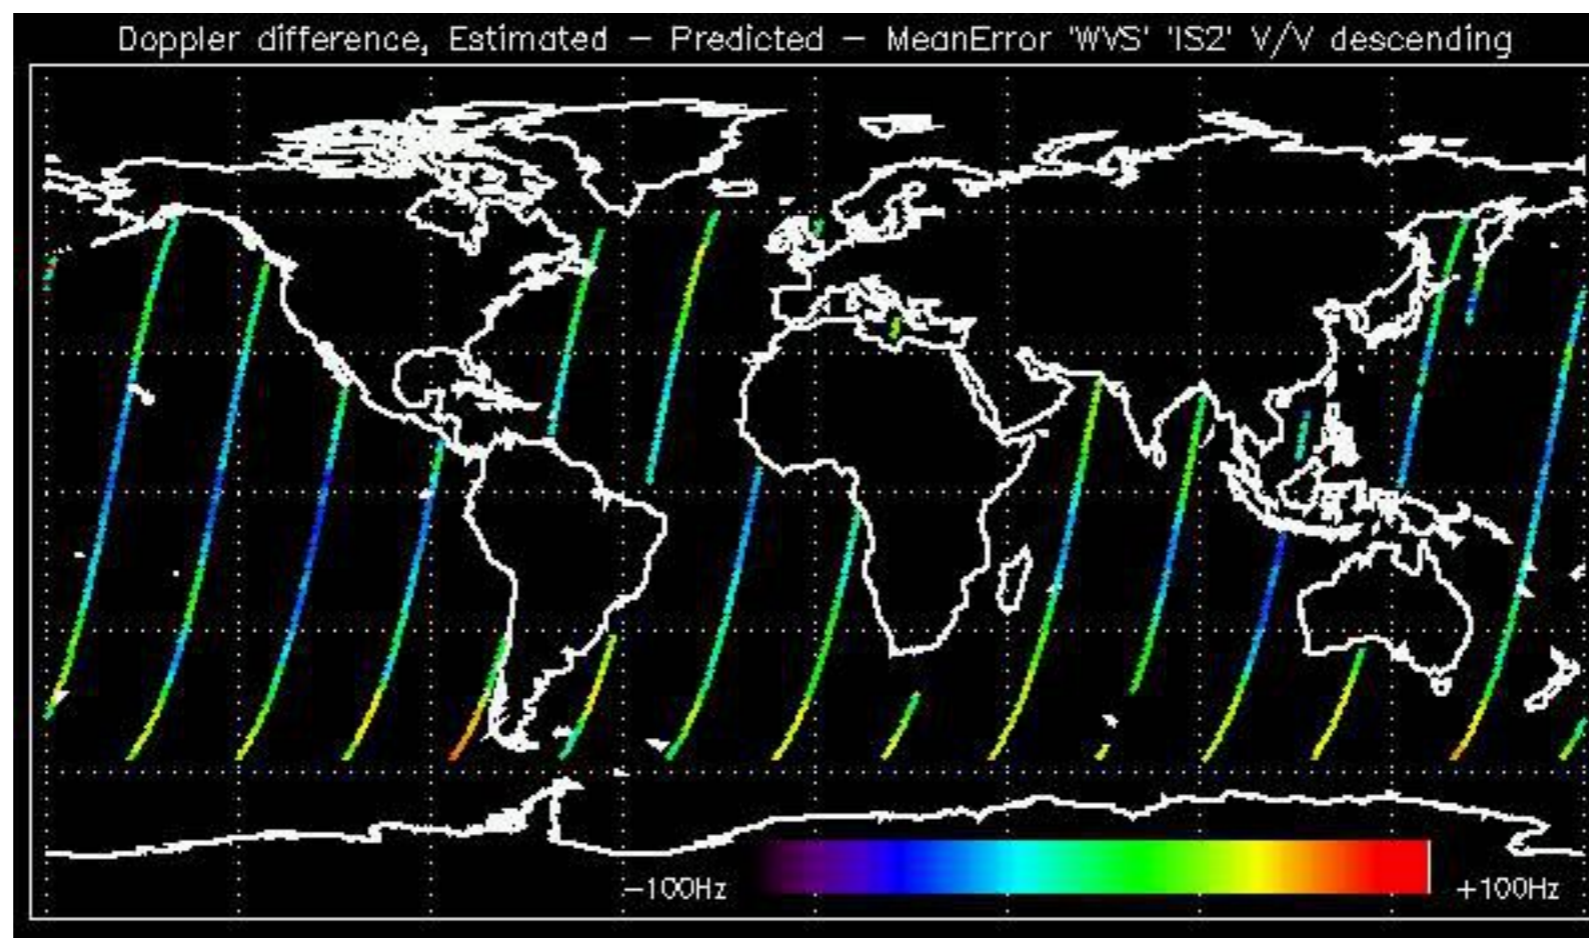 Doppler difference, Estimated – Predicted – MeanError 'WVS' 'IS2' V/V descending
−100Hz
+100Hz